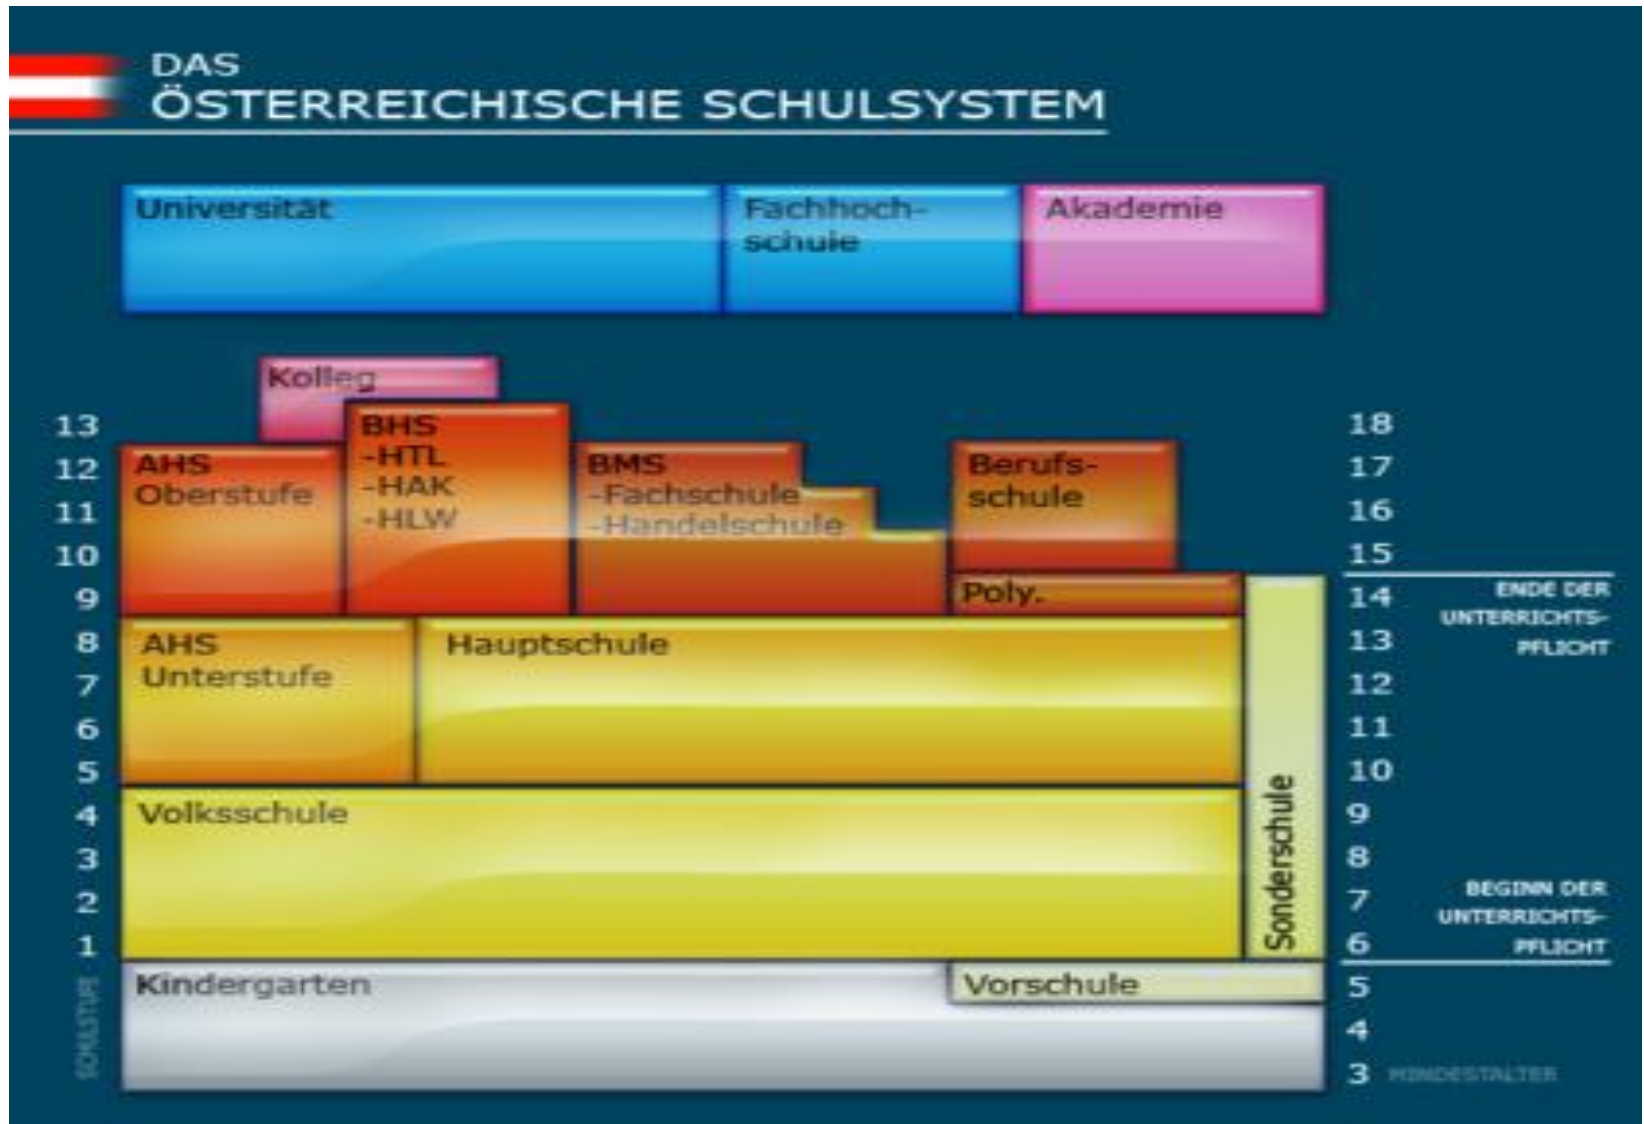 DAS
ÖSTERREICHISCHE SCHULSYSTEM
Universität
Fachhoch-
schule
Akademie
Kolleg
BHS
-HTL
-HAK
-HLW
AHS
Oberstufe
BMS
-Fachschule
-Handelschule
Berufs-
schule
Poly.
AHS
Unterstufe
Hauptschule
Volksschule
Sonderschule
Kindergarten
Vorschule
13
12
11
10
9
8
7
6
5
4
3
2
1
SCHULSTUFE
18
17
16
15
14
13
12
11
10
9
8
7
6
5
4
3
MINDESTALTER
ENDE DER
UNTERRICHTS-
PFLICHT
BEGINN DER
UNTERRICHTS-
PFLICHT